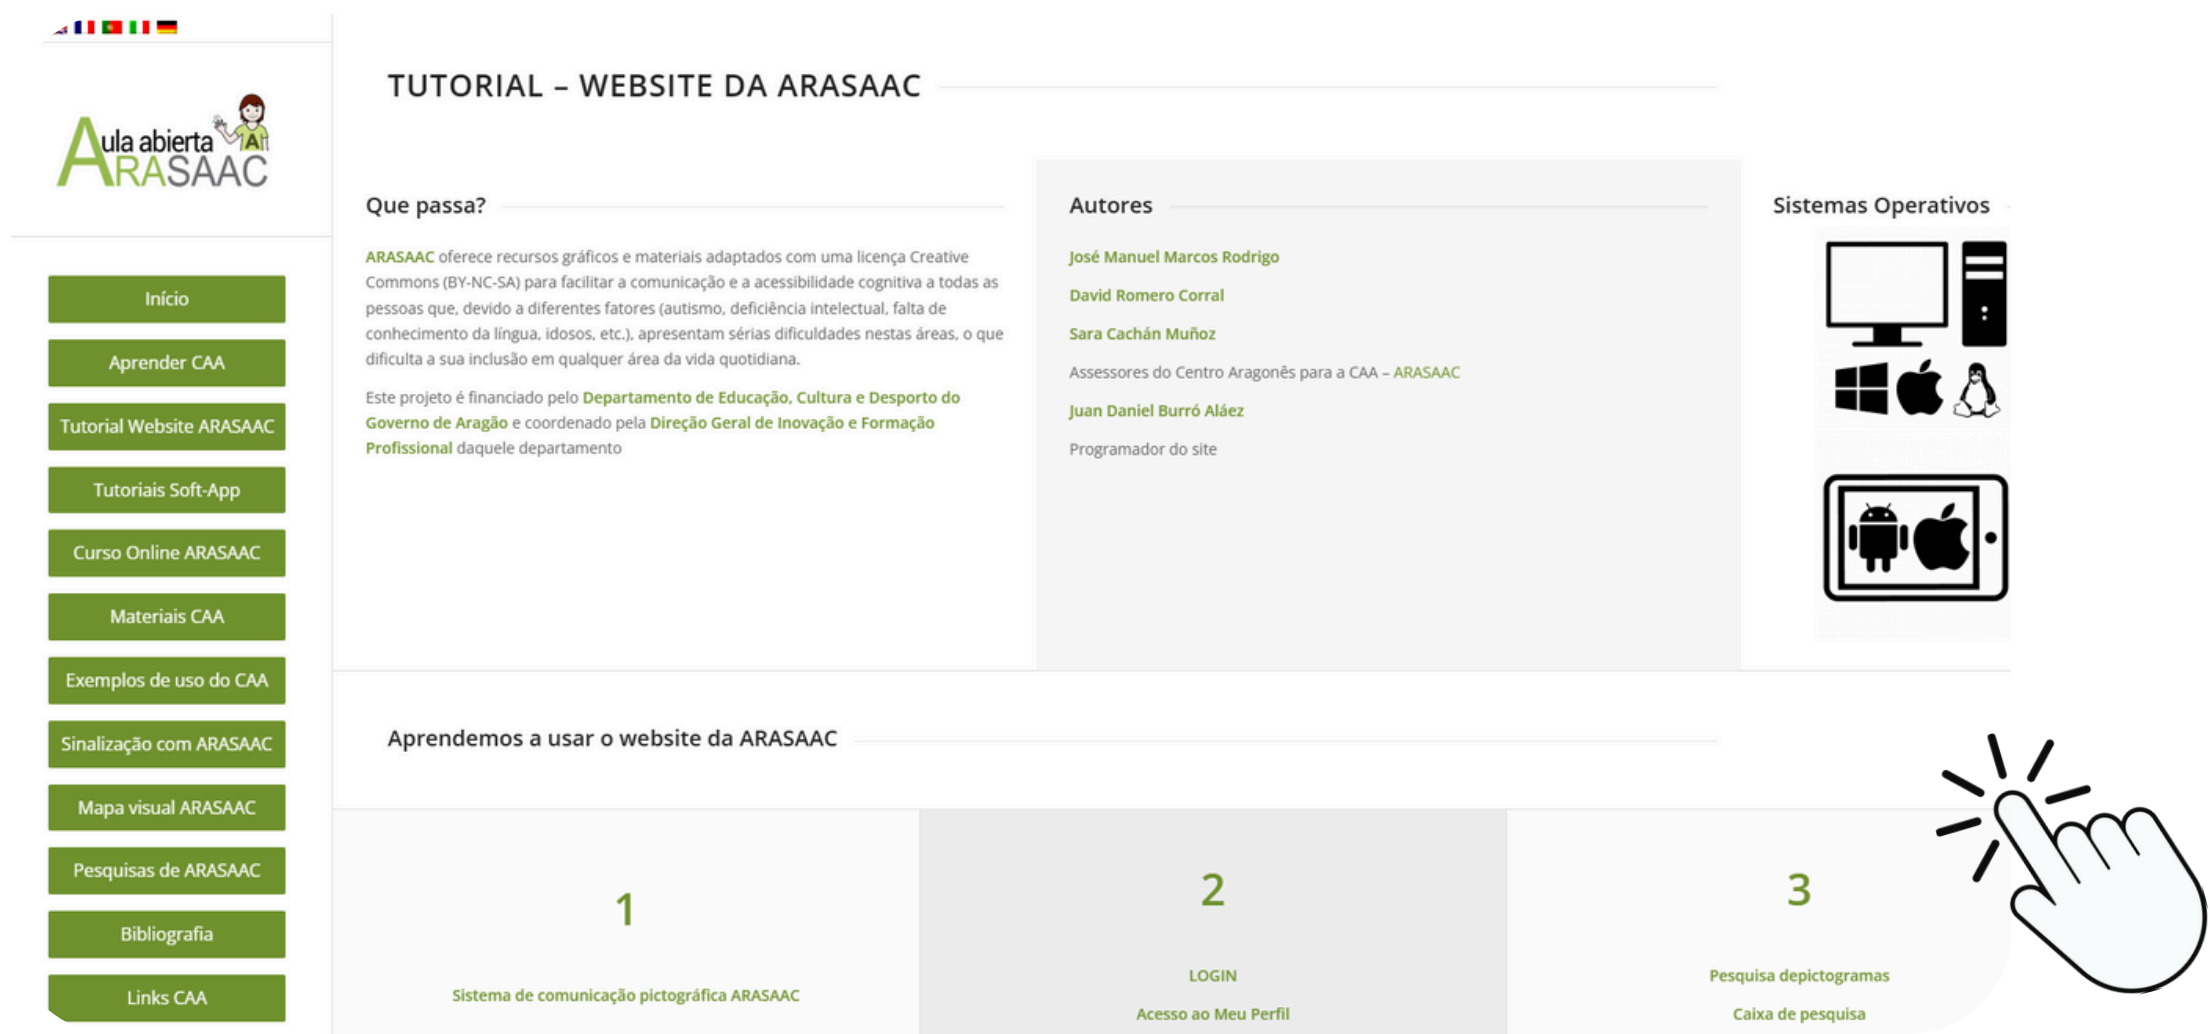 Aula abierta
ARASAAC
A
Início
Aprender CAA
Tutorial Website ARASAAC
Tutoriais Soft-App
Curso Online ARASAAC
Materiais CAA
Exemplos de uso do CAA
Sinalização com ARASAAC
Mapa visual ARASAAC
Pesquisas de ARASAAC
Bibliografia
Links CAA
TUTORIAL – WEBSITE DA ARASAAC
Que passa?
ARASAAC oferece recursos gráficos e materiais adaptados com uma licença Creative
Commons (BY-NC-SA) para facilitar a comunicação e a acessibilidade cognitiva a todas as
pessoas que, devido a diferentes fatores (autismo, deficiência intelectual, falta de
conhecimento da língua, idosos, etc.), apresentam sérias dificuldades nestas áreas, o que
dificulta a sua inclusão em qualquer área da vida quotidiana.
Este projeto é financiado pelo Departamento de Educação, Cultura e Desporto do
Governo de Aragão e coordenado pela Direção Geral de Inovação e Formação
Profissional daquele departamento
Autores
José Manuel Marcos Rodrigo
David Romero Corral
Sara Cachán Muñoz
Assessores do Centro Aragonês para a CAA – ARASAAC
Juan Daniel Burró Aláez
Programador do site
Sistemas Operativos
Aprendemos a usar o website da ARASAAC
1
Sistema de comunicação pictográfica ARASAAC
2
LOGIN
Acesso ao Meu Perfil
3
Pesquisa depictogramas
Caixa de pesquisa